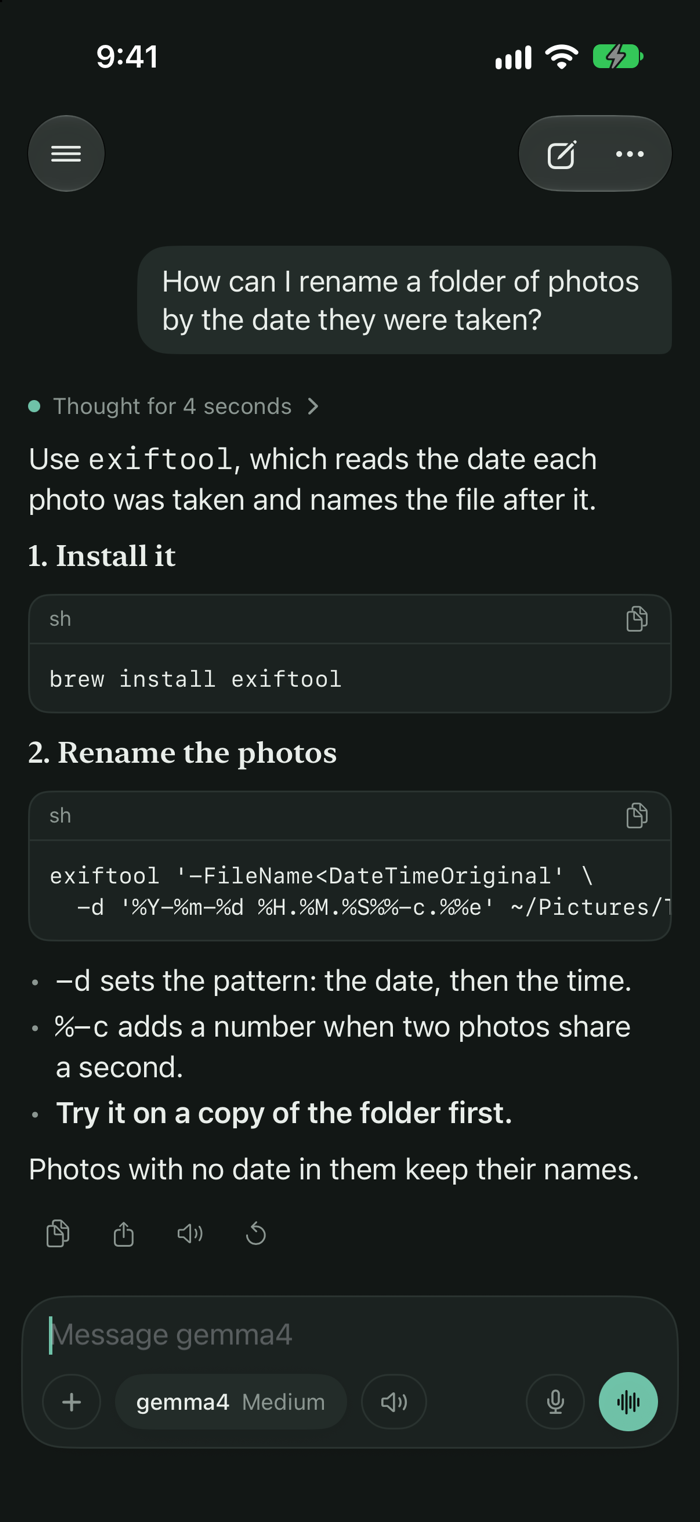 9:41
How can I rename a folder of photos
by the date they were taken?
Thought for 4 seconds
Use exiftool, which reads the date each
photo was taken and names the file after it.
1. Install it
sh
brew install exiftool
2. Rename the photos
sh
exiftool '-FileName<DateTimeOriginal' \
-d '%Y-%m-%d %H.%M.%S%%-c.%%e' ~/Pictures/
• -d sets the pattern: the date, then the time.
• %-c adds a number when two photos share
a second.
• Try it on a copy of the folder first.
Photos with no date in them keep their names.
Message gemma4
gemma4 Medium